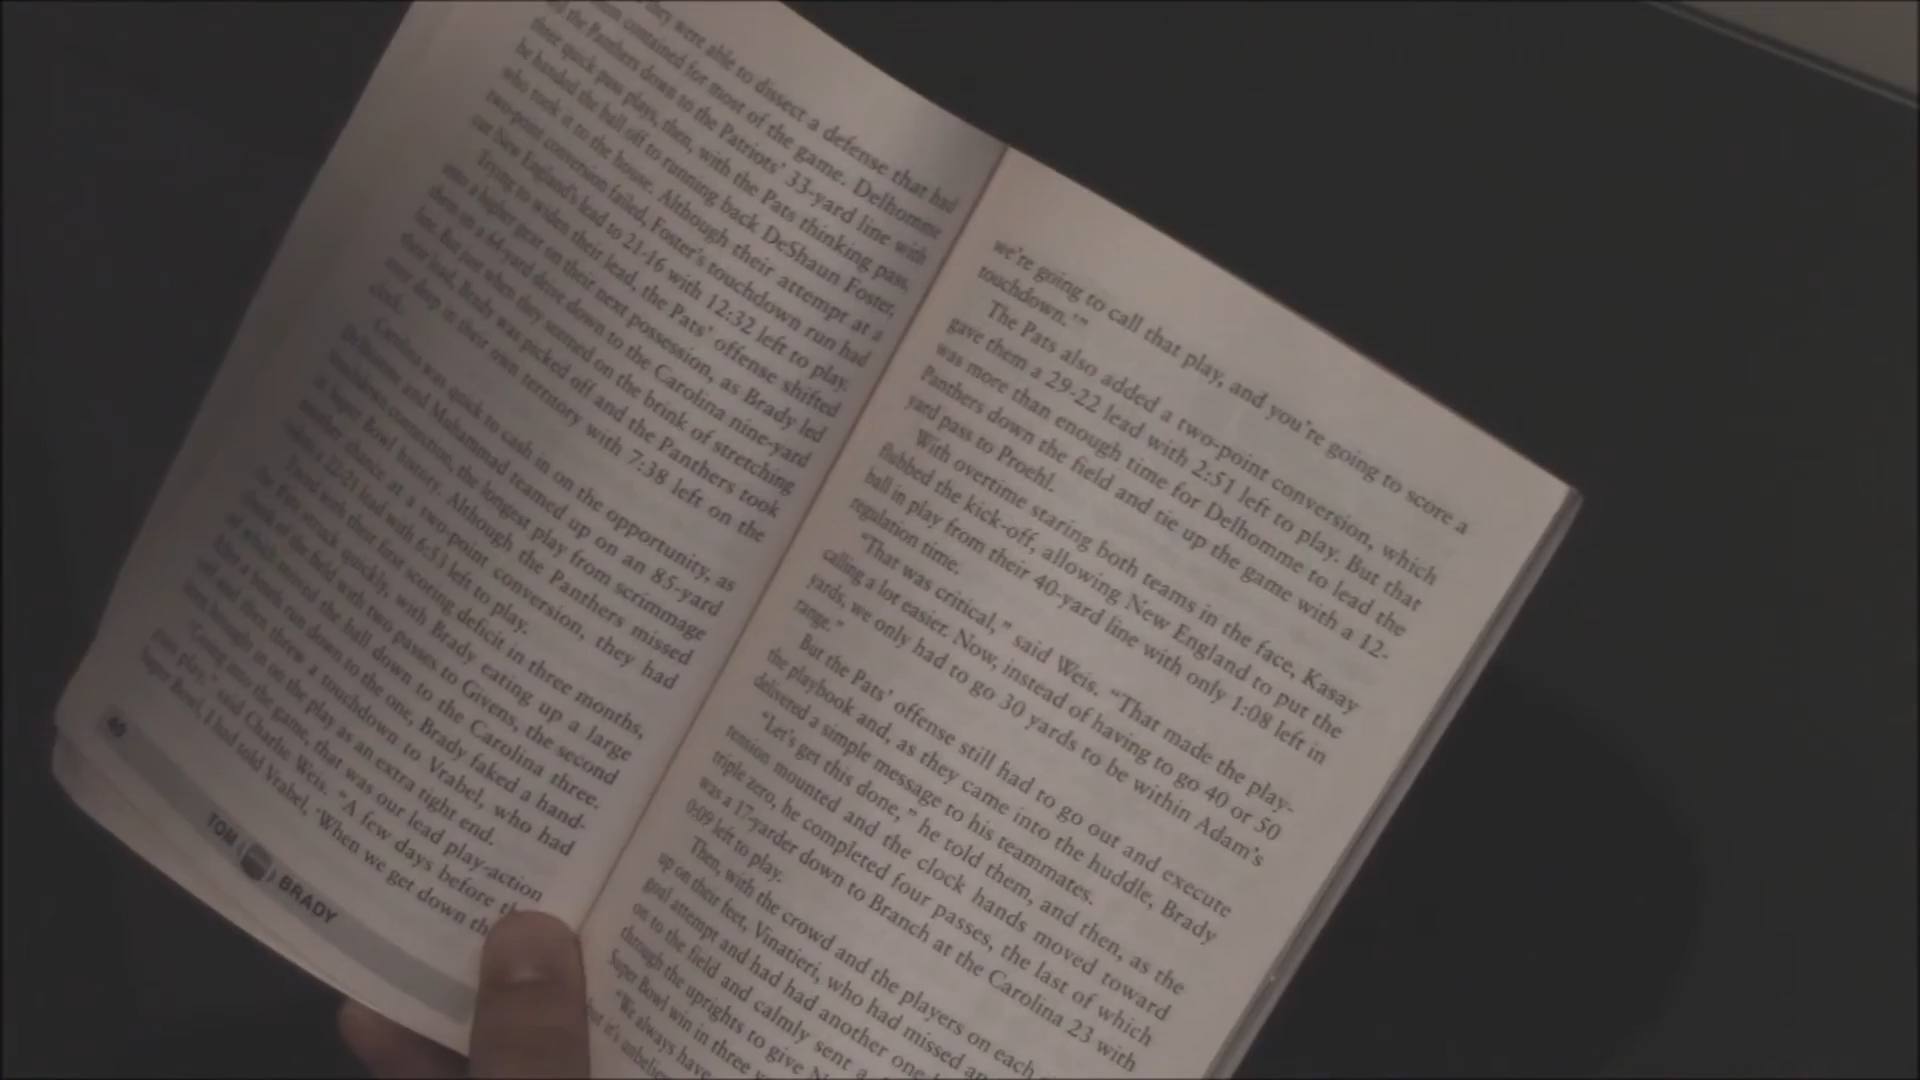 they were able to dissect a defense that had
contained for most of the game. Delhomme
the Panthers down to the Patriots' 33-yard line with
three quick pass plays, then, with the Pats thinking pass,
he handed the ball off to running back DeShaun Foster,
who took it to the house. Although their attempt at a
two-point conversion failed, Foster's touchdown run had
cut New England's lead to 21-16 with 12:32 left to play.
Trying to widen their lead, the Pats' offense shifted
into a higher gear on their next possession, as Brady led
them on a 64-yard drive down to the Carolina nine-yard
line. But just when they seemed on the brink of stretching
their lead, Brady was picked off and the Panthers took
over deep in their own territory with 7:38 left on the
clock.
Carolina was quick to cash in on the opportunity, as
Delhomme and Muhammad teamed up on an 85-yard
touchdown connection, the longest play from scrimmage
in Super Bowl history. Although the Panthers missed
another chance at a two-point conversion, they had
taken a 22-21 lead with 6:53 left to play.
Faced with their first scoring deficit in three months,
the Pats struck quickly, with Brady eating up a large
chunk of the field with two passes to Givens, the second
of which moved the ball down to the Carolina three.
After a bunch run down to the one, Brady faked a hand-
off and then threw a touchdown to Vrabel, who had
been brought in on the play as an extra tight end.
"Going into the game, that was our lead play-action
pass play," said Charlie Weis. "A few days before the
Super Bowl, I had told Vrabel, 'When we get down
TOM BRADY
we're going to call that play, and you're going to score a
touchdown.'"
The Pats also added a two-point conversion, which
gave them a 29-22 lead with 2:51 left to play. But that
was more than enough time for Delhomme to lead the
Panthers down the field and tie up the game with a 12-
yard pass to Proehl.
With overtime staring both teams in the face, Kasay
flubbed the kick-off, allowing New England to put the
ball in play from their 40-yard line with only 1:08 left in
regulation time.
"That was critical," said Weis. "That made the play-
calling a lot easier. Now, instead of having to go 40 or 50
yards, we only had to go 30 yards to be within Adam's
range."
But the Pats' offense still had to go out and execute
the playbook and, as they came into the huddle, Brady
delivered a simple message to his teammates.
"Let's get this done," he told them, and then, as the
tension mounted and the clock hands moved toward
triple zero, he completed four passes, the last of which
was a 17-yarder down to Branch at the Carolina 23 with
0:09 left to play.
Then, with the crowd and the players on each
up on their feet, Vinatieri, who had missed
goal attempt and had had another one
on to the field and calmly sent a
through the uprights to give
Super Bowl win in three
"We always have
but it's